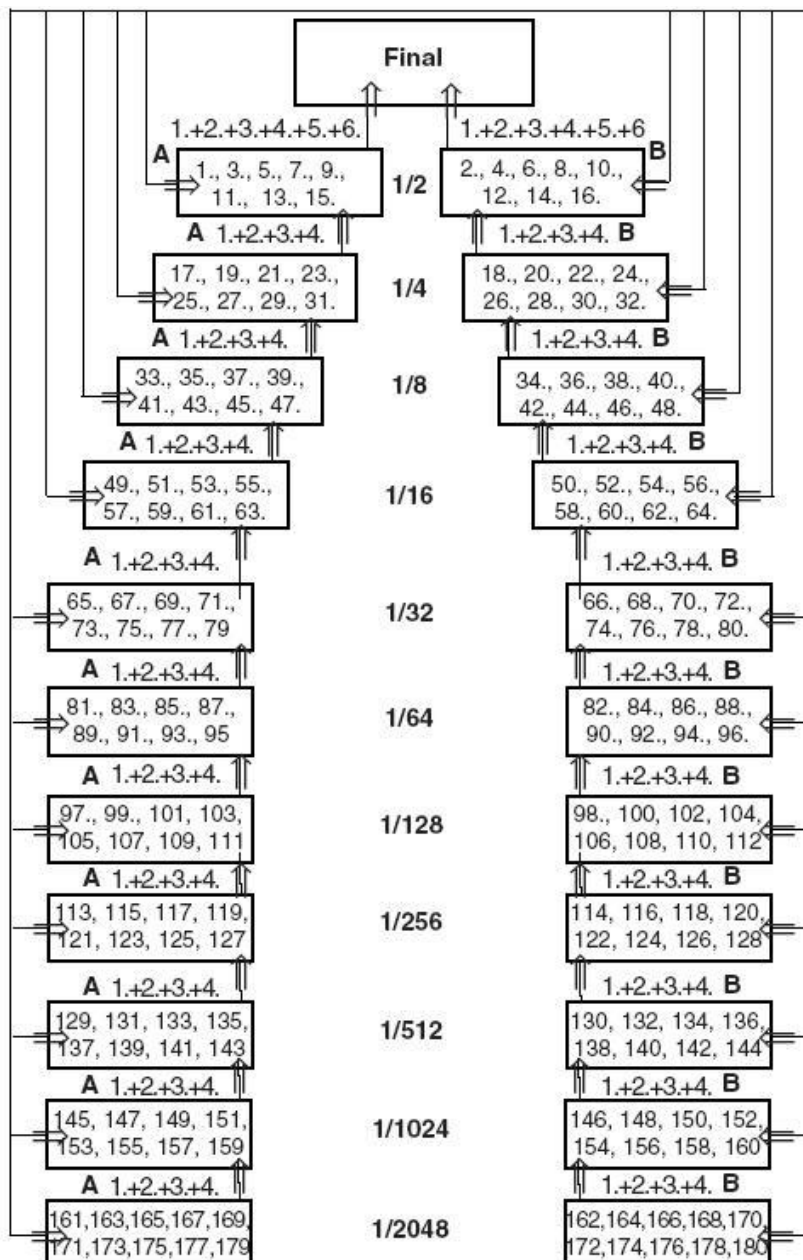 Final
1.+2.+3.+4.+5.+6. 1.+2.+3.+4.+5.+6
A B
1., 3., 5., 7., 9.,
11., 13., 15.
1/2
2., 4., 6., 8., 10.,
12., 14., 16.
A 1.+2.+3.+4. 1.+2.+3.+4. B
17., 19., 21., 23.,
25., 27., 29., 31.
1/4
18., 20., 22., 24.,
26., 28., 30., 32.
A 1.+2.+3.+4. 1.+2.+3.+4. B
33., 35., 37., 39.,
41., 43., 45., 47.
1/8
34., 36., 38., 40.,
42., 44., 46., 48.
A 1.+2.+3.+4. 1.+2.+3.+4. B
49., 51., 53., 55.,
57., 59., 61., 63.
1/16
50., 52., 54., 56.,
58., 60., 62., 64.
A 1.+2.+3.+4. 1.+2.+3.+4. B
65., 67., 69., 71.,
73., 75., 77., 79
1/32
66., 68., 70., 72.,
74., 76., 78., 80.
A 1.+2.+3.+4. 1.+2.+3.+4. B
81., 83., 85., 87.,
89., 91., 93., 95
1/64
82., 84., 86., 88.,
90., 92., 94., 96.
A 1.+2.+3.+4. 1.+2.+3.+4. B
97., 99., 101, 103,
105, 107, 109, 111
1/128
98., 100, 102, 104,
106, 108, 110, 112
A 1.+2.+3.+4. 1.+2.+3.+4. B
113, 115, 117, 119,
121, 123, 125, 127
1/256
114, 116, 118, 120,
122, 124, 126, 128
A 1.+2.+3.+4. 1.+2.+3.+4. B
129, 131, 133, 135,
137, 139, 141, 143
1/512
130, 132, 134, 136,
138, 140, 142, 144
A 1.+2.+3.+4. 1.+2.+3.+4. B
145, 147, 149, 151,
153, 155, 157, 159
1/1024
146, 148, 150, 152,
154, 156, 158, 160
A 1.+2.+3.+4. 1.+2.+3.+4. B
161,163,165,167,169,
171,173,175,177,179
1/2048
162,164,166,168,170,
172,174,176,178,180